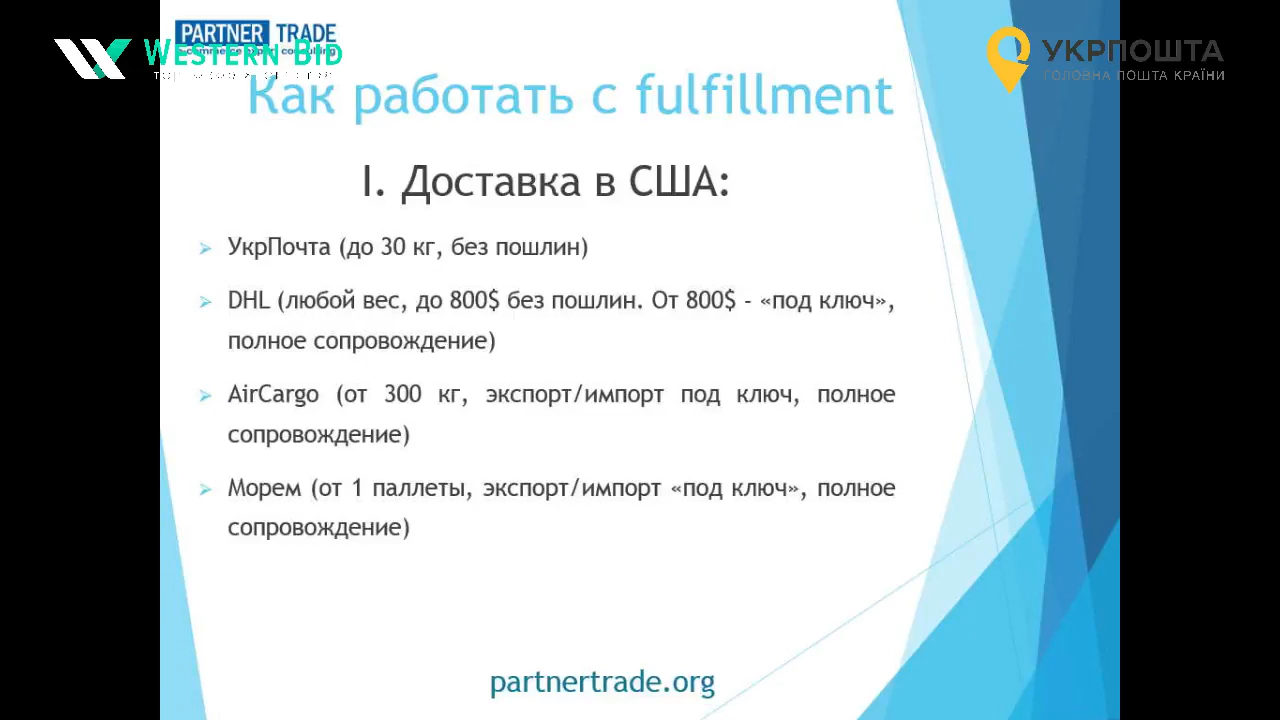 PARTNER TRADE
WESTERN BID
УКРПОШТА
ГОЛОВНА ПОШТА КРАЇНИ
Как работать с fulfillment
I. Доставка в США:
УкрПочта (до 30 кг, без пошлин)
DHL (любой вес, до 800$ без пошлин. От 800$ - «под ключ»,
полное сопровождение)
AirCargo (от 300 кг, экспорт/импорт под ключ, полное
сопровождение)
Морем (от 1 паллеты, экспорт/импорт «под ключ», полное
сопровождение)
partnertrade.org